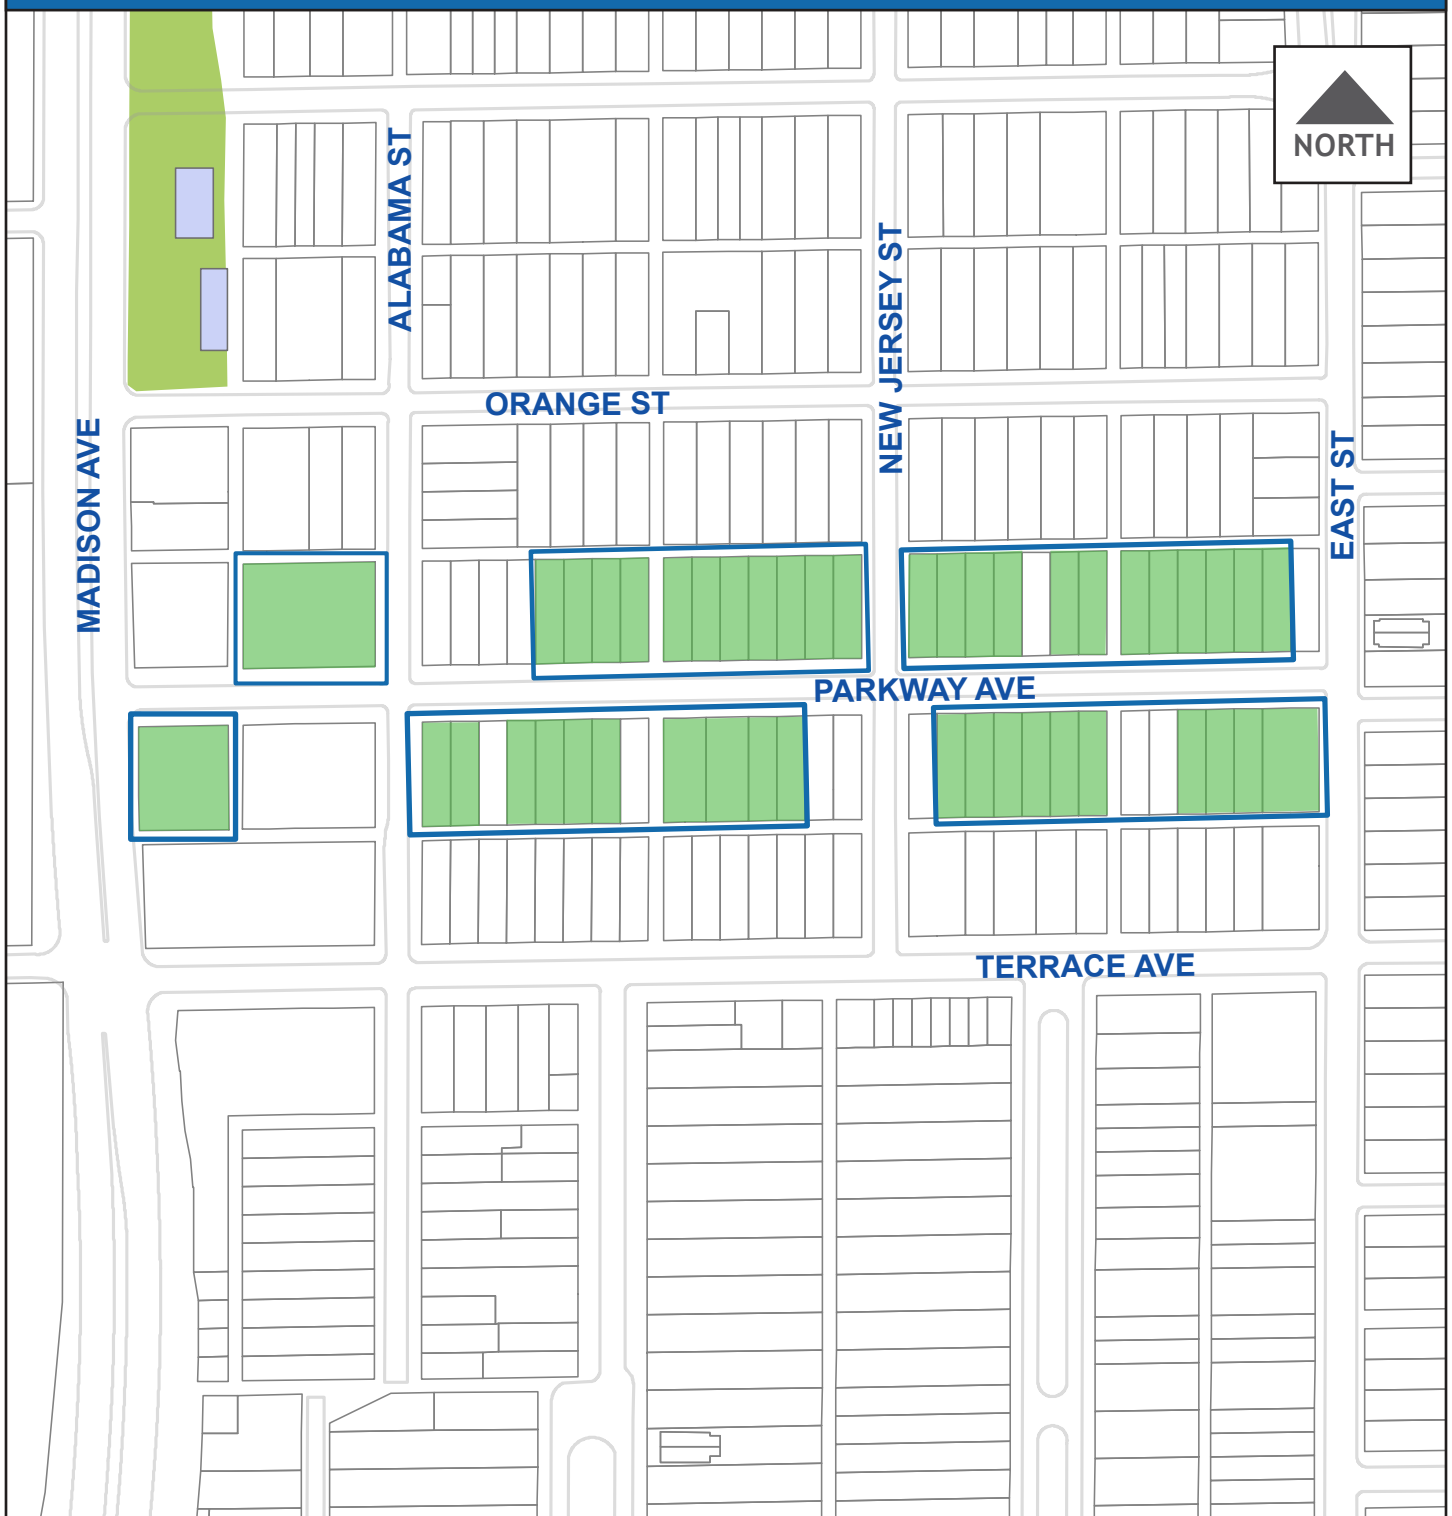 NORTH
ALABAMA ST
NEW JERSEY ST
ORANGE ST
MADISON AVE
EAST ST
PARKWAY AVE
TERRACE AVE